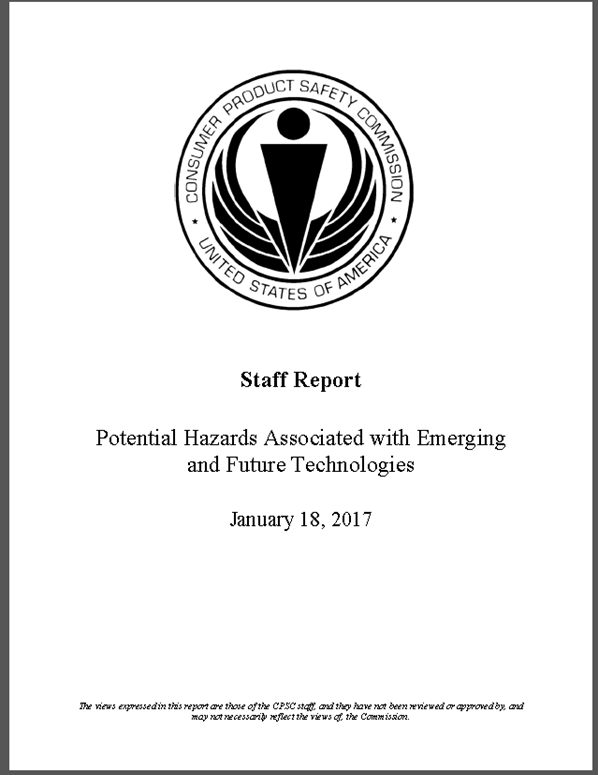 CONSUMER PRODUCT SAFETY COMMISSION
UNITED STATES OF AMERICA
Staff Report
Potential Hazards Associated with Emerging
and Future Technologies
January 18, 2017
The views expressed in this report are those of the CPSC staff, and they have not been reviewed or approved by, and
may not necessarily reflect the views of, the Commission.